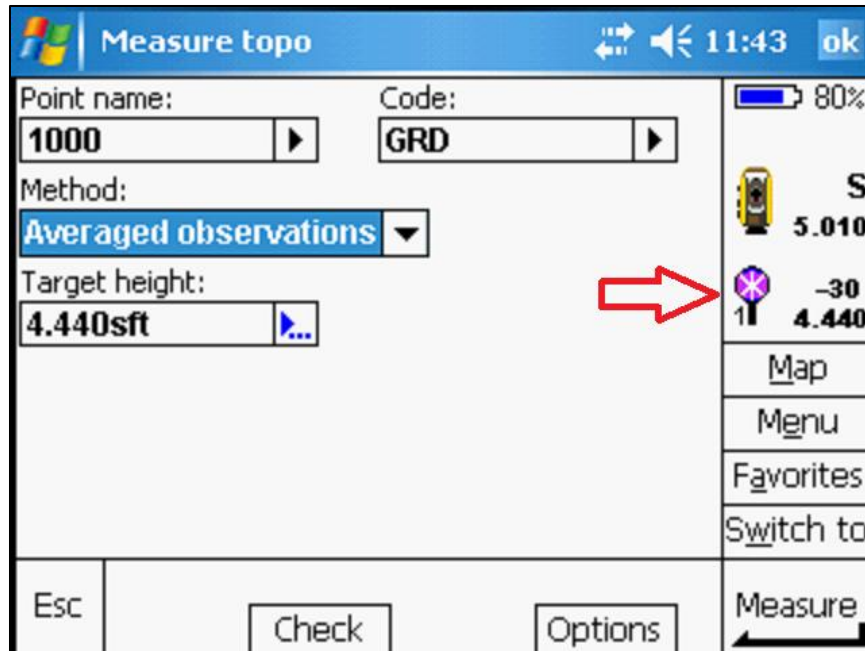 Measure topo 11:43 ok
Point name: Code:
1000 GRD
Method:
Averaged observations
Target height:
4.440sft
80%
S
5.010
-30
1 4.440
Map
Menu
Favorites
Switch to
Esc Check Options Measure